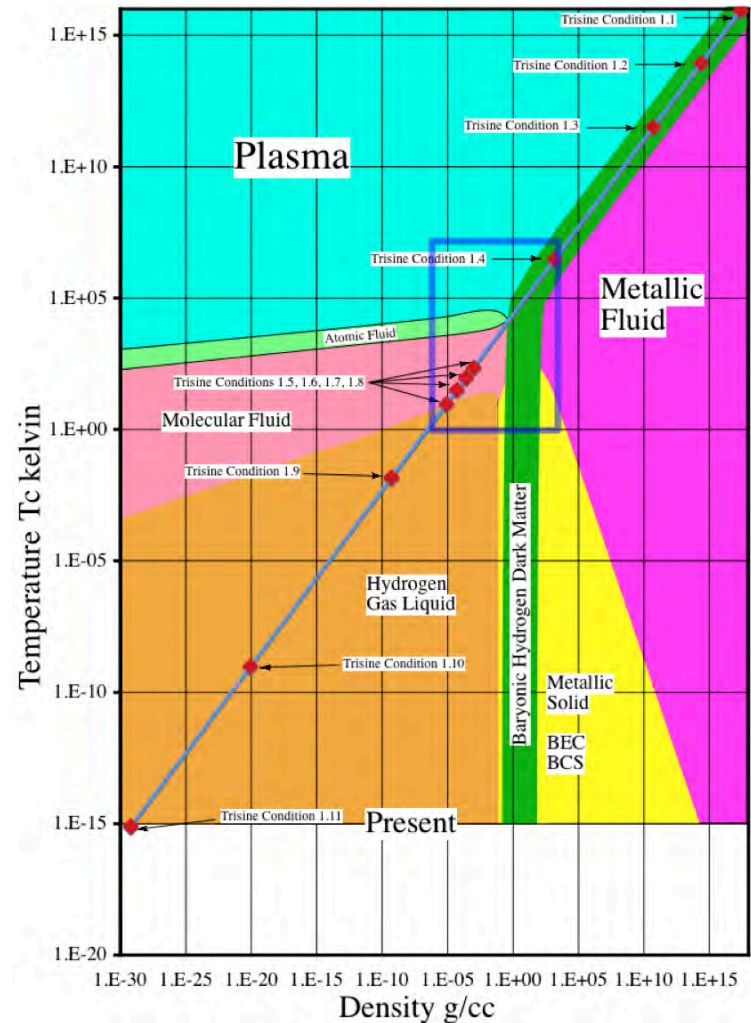 1.E+15
Trisine Condition 1.1
Trisine Condition 1.2
Trisine Condition 1.3
1.E+10
Plasma
Trisine Condition 1.4
Metallic
Fluid
1.E+05
Atomic Fluid
Trisine Conditions 1.5, 1.6, 1.7, 1.8
Molecular Fluid
1.E+00
Trisine Condition 1.9
Temperature Tc kelvin
1.E-05
Hydrogen
Gas Liquid
Baryonic Hydrogen Dark Matter
Trisine Condition 1.10
1.E-10
Metallic
Solid
BEC
BCS
Trisine Condition 1.11
Present
1.E-15
1.E-20
1.E-30 1.E-25 1.E-20 1.E-15 1.E-10 1.E-05 1.E+00 1.E+05 1.E+10 1.E+15
Density g/cc